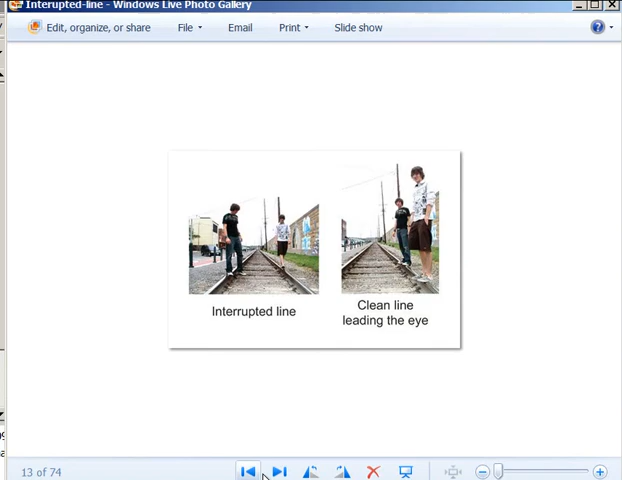 Interrupted-line - Windows Live Photo Gallery
Edit, organize, or share File Email Print Slide show
Interrupted line
Clean line
leading the eye
13 of 74